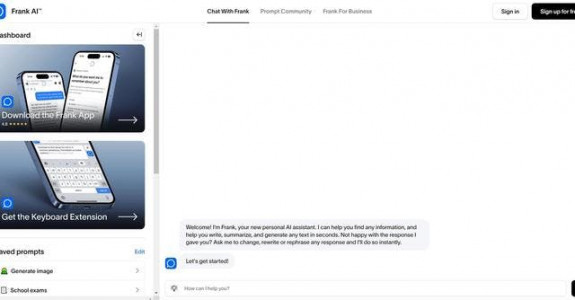 Frank AI™
Chat With Frank
Prompt Community
Frank For Business
Sign in
Sign up for fr
ashboard
Download the Frank App
4.8 ★★★★★
Get the Keyboard Extension
aved prompts
Edit
Generate image
School exams
Welcome! I'm Frank, your new personal AI assistant. I can help you find any information, and
help you write, summarize, and generate any text in seconds. Not happy with the response I
gave you? Ask me to change, rewrite or rephrase any response and I'll do so instantly.
Let's get started!
How can I help you?